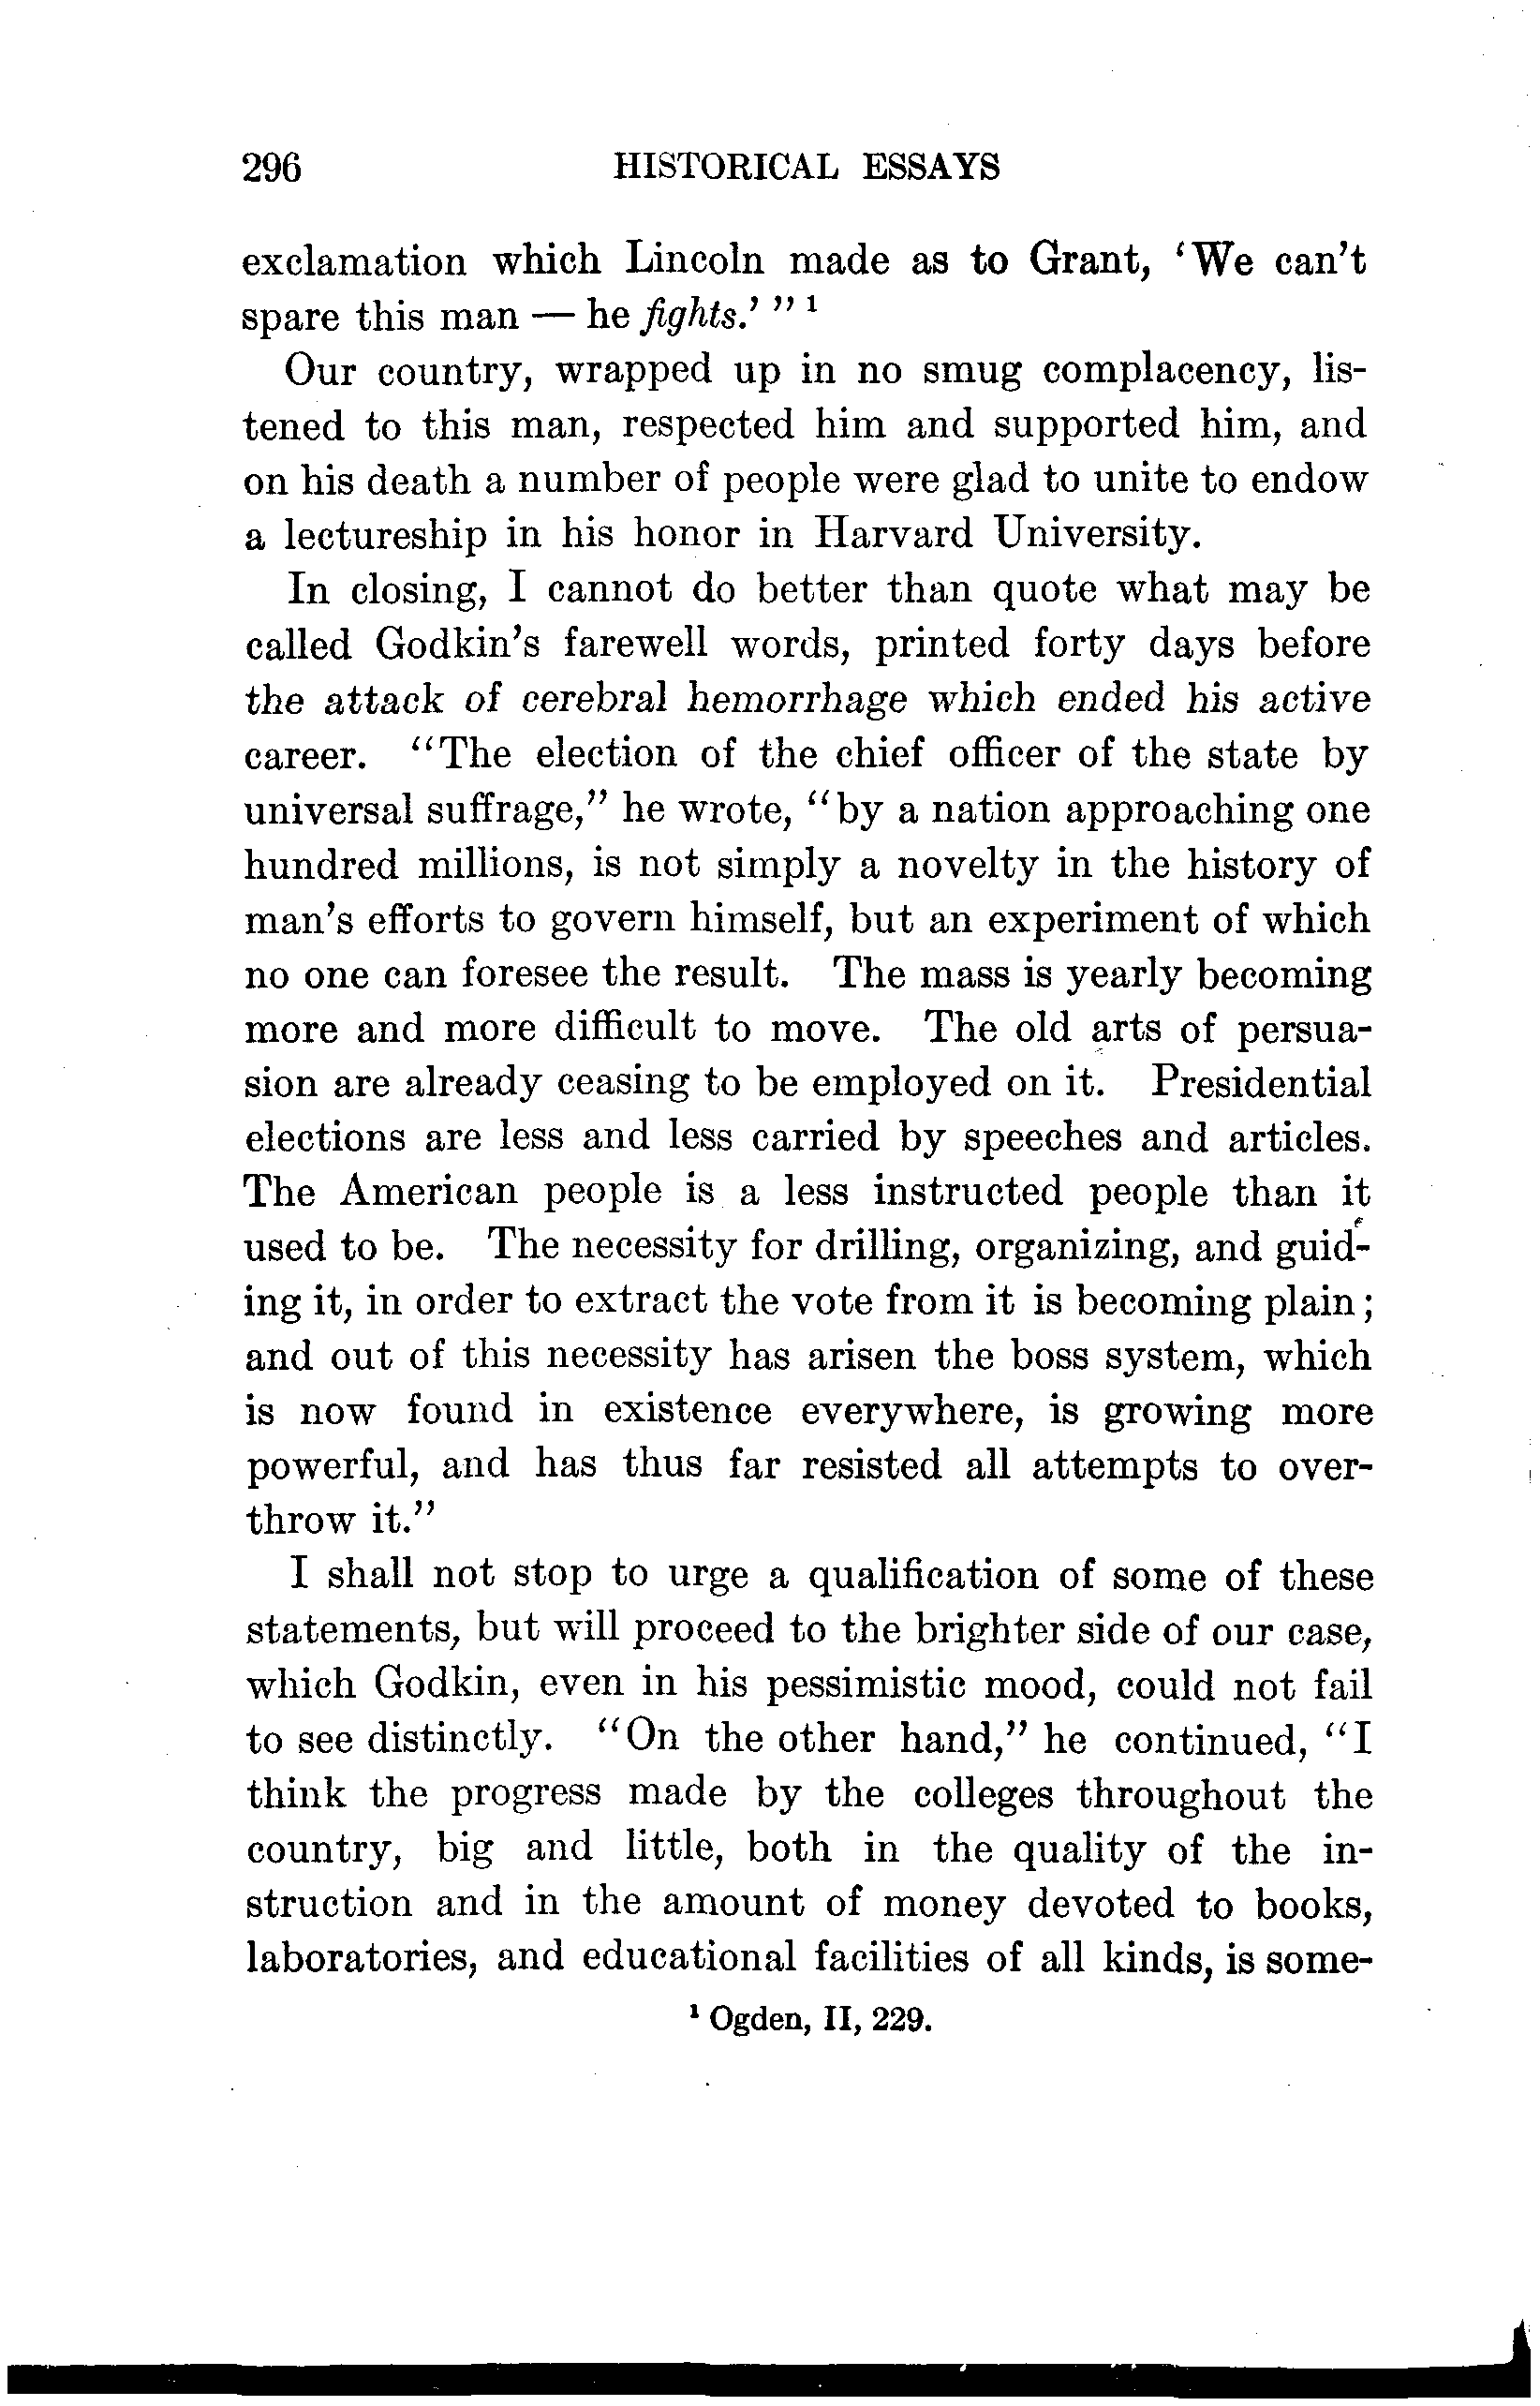 296 HISTORICAL ESSAYS
exclamation which Lincoln made as to Grant, ‘We can’t
spare this man — he fights.’ ” 1
Our country, wrapped up in no smug complacency, lis-
tened to this man, respected him and supported him, and
on his death a number of people were glad to unite to endow
a lectureship in his honor in Harvard University.
In closing, I cannot do better than quote what may be
called Godkin’s farewell words, printed forty days before
the attack of cerebral hemorrhage which ended his active
career. “The election of the chief officer of the state by
universal suffrage,” he wrote, “by a nation approaching one
hundred millions, is not simply a novelty in the history of
man’s efforts to govern himself, but an experiment of which
no one can foresee the result. The mass is yearly becoming
more and more difficult to move. The old arts of persua-
sion are already ceasing to be employed on it. Presidential
elections are less and less carried by speeches and articles.
The American people is a less instructed people than it
used to be. The necessity for drilling, organizing, and guid-
ing it, in order to extract the vote from it is becoming plain;
and out of this necessity has arisen the boss system, which
is now found in existence everywhere, is growing more
powerful, and has thus far resisted all attempts to over-
throw it.”
I shall not stop to urge a qualification of some of these
statements, but will proceed to the brighter side of our case,
which Godkin, even in his pessimistic mood, could not fail
to see distinctly. “On the other hand,” he continued, “I
think the progress made by the colleges throughout the
country, big and little, both in the quality of the in-
struction and in the amount of money devoted to books,
laboratories, and educational facilities of all kinds, is some-
1 Ogden, II, 229.